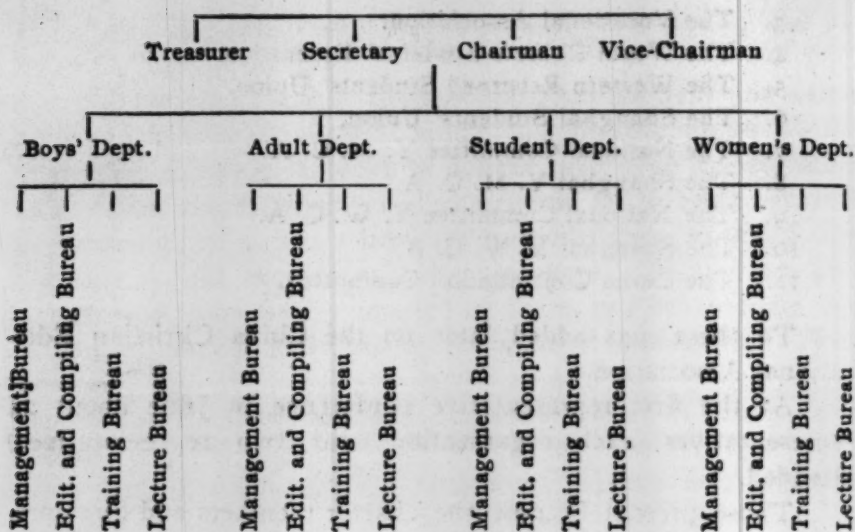 Treasurer Secretary Chairman Vice-Chairman
Boys' Dept. Adult Dept. Student Dept. Women's Dept.
Management Bureau
Edit. and Compiling Bureau
Training Bureau
Lecture Bureau
Management Bureau
Edit. and Compiling Bureau
Training Bureau
Lecture Bureau
Management Bureau
Edit. and Compiling Bureau
Training Bureau
Lecture Bureau
Management Bureau
Edit. and Compiling Bureau
Training Bureau
Lecture Bureau